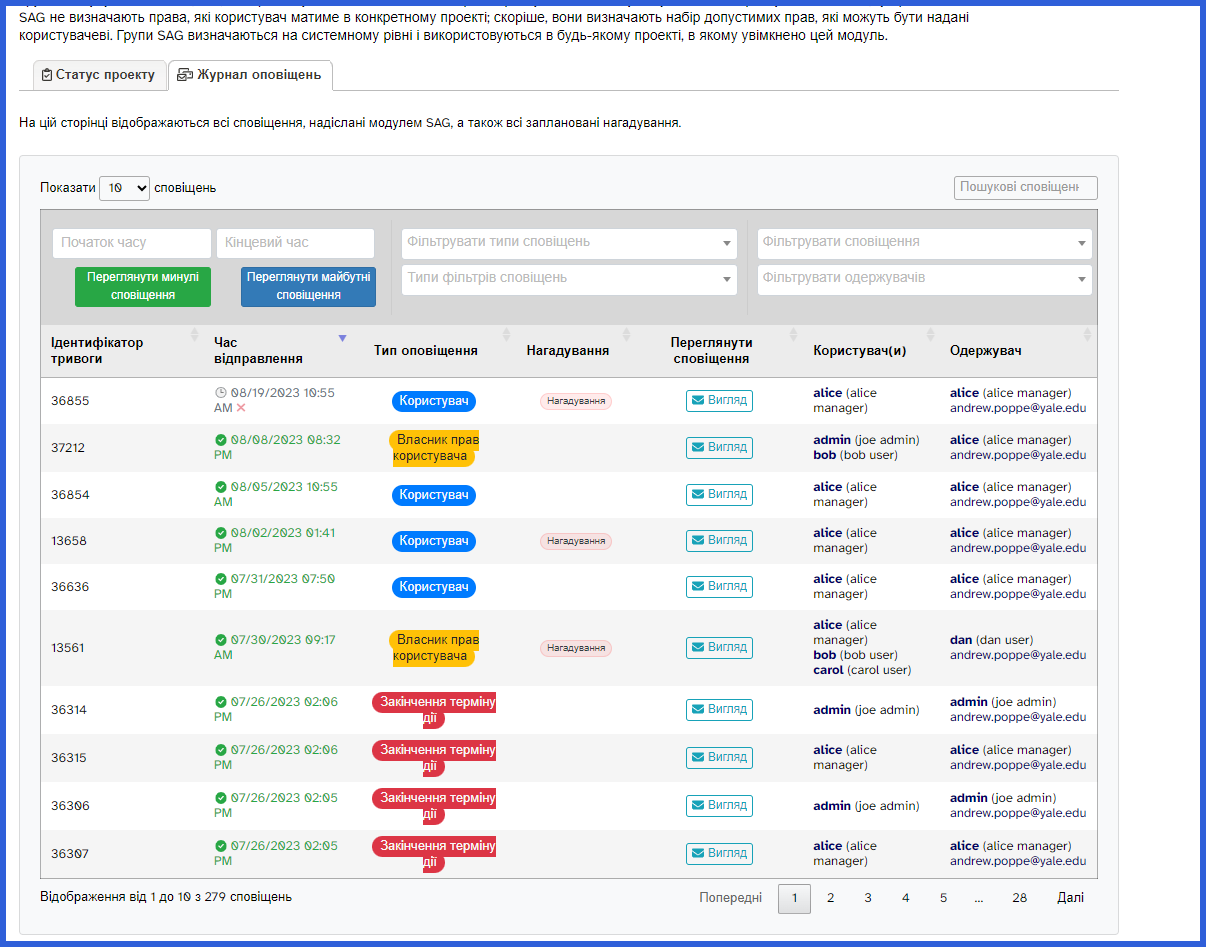 SAG не визначають права, які користувач матиме в конкретному проекті; скоріше, вони визначають набір допустимих прав, які можуть бути надані
користувачеві. Групи SAG визначаються на системному рівні і використовуються в будь-якому проекті, в якому увімкнено цей модуль.
Статус проекту Журнал оповіщень
На цій сторінці відображаються всі сповіщення, надіслані модулем SAG, а також всі заплановані нагадування.
Показати 10 сповіщень Пошукові сповіщенн
Початок часу Кінцевий час Фільтрувати типи сповіщень Фільтрувати сповіщення
Переглянути минулі сповіщення Переглянути майбутні сповіщення Типи фільтрів сповіщень Фільтрувати одержувачів
Ідентифікатор тривоги Час відправлення Тип оповіщення Нагадування Переглянути сповіщення Користувач(и) Одержувач
36855 08/19/2023 10:55 AM Користувач Нагадування Вигляд alice (alice manager) alice (alice manager) andrew.poppe@yale.edu
37212 08/08/2023 08:32 PM Власник прав користувача Вигляд admin (joe admin) bob (bob user) alice (alice manager) andrew.poppe@yale.edu
36854 08/05/2023 10:55 AM Користувач Вигляд alice (alice manager) alice (alice manager) andrew.poppe@yale.edu
13658 08/02/2023 01:41 PM Користувач Нагадування Вигляд alice (alice manager) alice (alice manager) andrew.poppe@yale.edu
36636 07/31/2023 07:50 PM Користувач Вигляд alice (alice manager) alice (alice manager) andrew.poppe@yale.edu
13561 07/30/2023 09:17 AM Власник прав користувача Нагадування Вигляд alice (alice manager) bob (bob user) carol (carol user) dan (dan user) andrew.poppe@yale.edu
36314 07/26/2023 02:06 PM Закінчення терміну дії Вигляд admin (joe admin) admin (joe admin) andrew.poppe@yale.edu
36315 07/26/2023 02:06 PM Закінчення терміну дії Вигляд alice (alice manager) alice (alice manager) andrew.poppe@yale.edu
36306 07/26/2023 02:05 PM Закінчення терміну дії Вигляд admin (joe admin) admin (joe admin) andrew.poppe@yale.edu
36307 07/26/2023 02:05 PM Закінчення терміну дії Вигляд alice (alice manager) alice (alice manager) andrew.poppe@yale.edu
Відображення від 1 до 10 з 279 сповіщень Попередні 1 2 3 4 5 ... 28 Далі